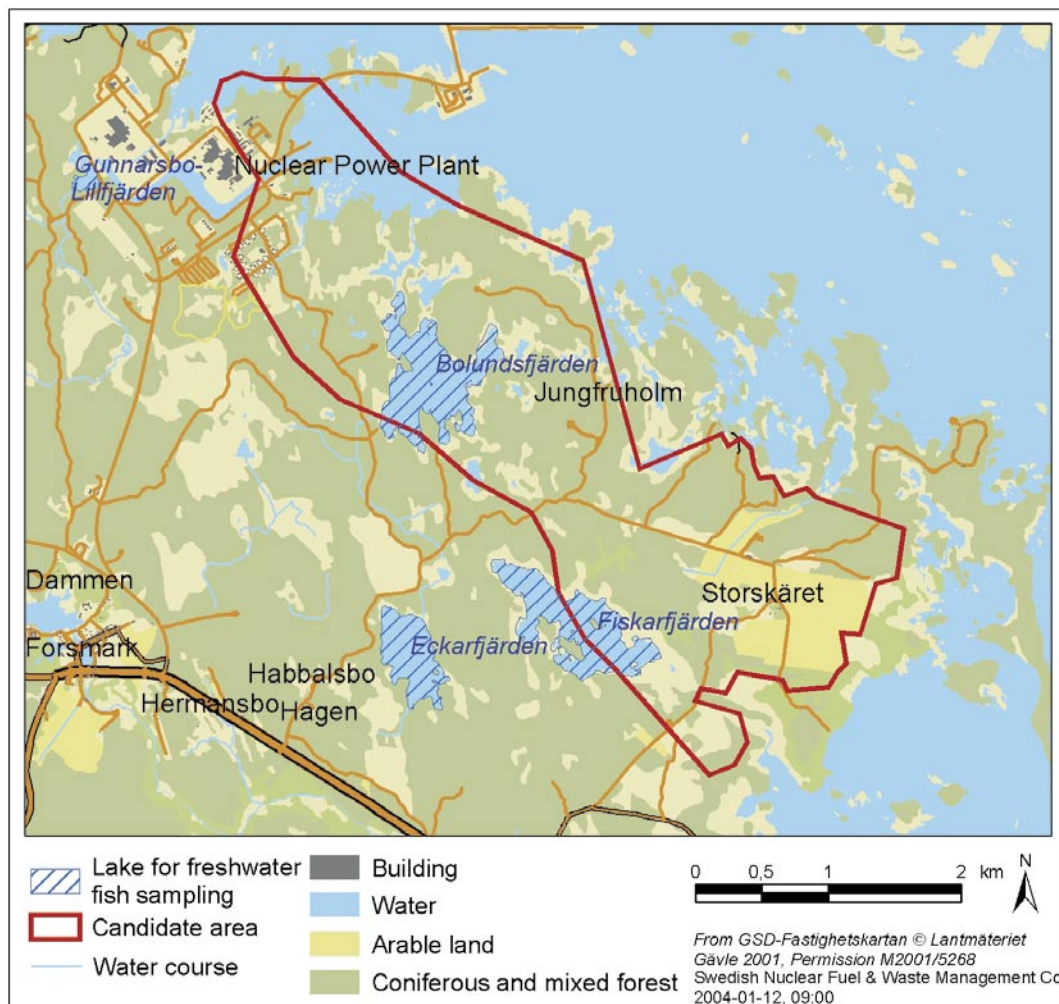 Gunnarsbo-
Lillfjärden
Nuclear Power Plant
Bolundsfjärden
Jungfruholm
Dammen
Storskäret
Forsmark
Eckarfjärden
Fiskarfjärden
Habbalsbo
Hermansbo
Hagen
Lake for freshwater
fish sampling
Candidate area
Water course
Building
Water
Arable land
Coniferous and mixed forest
0 0,5 1 2 km
N
From GSD-Fastighetskartan © Lantmäteriet
Gävle 2001, Permission M2001/5268
Swedish Nuclear Fuel & Waste Management Co
2004-01-12, 09:00